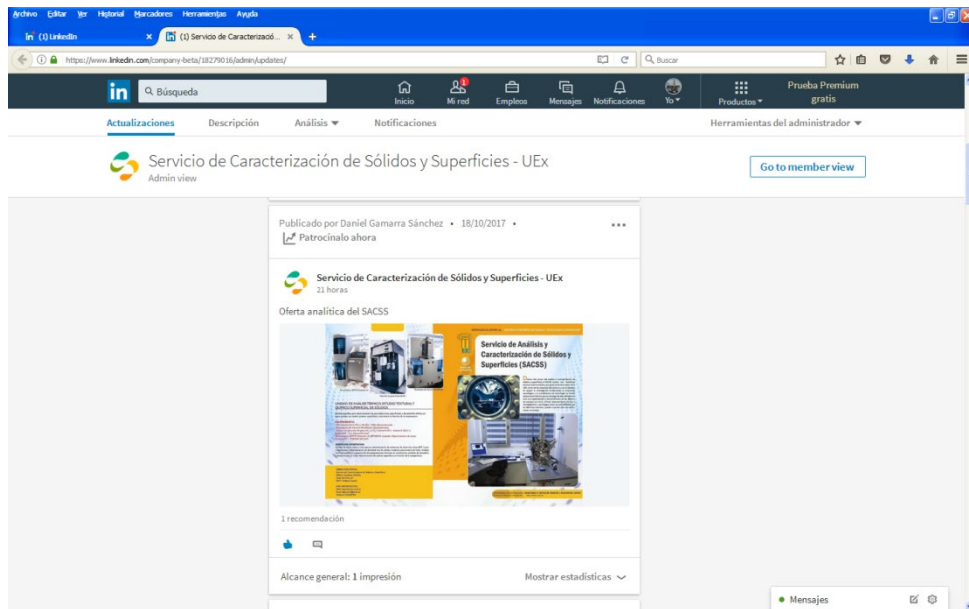 Archivo Editar Ver Historial Marcadores Herramientas Ayuda
(1) LinkedIn
(1) Servicio de Caracterizació...
https://www.linkedin.com/company-beta/18279016/admin/updates/
Buscar
in
Búsqueda
Inicio
1
Mi red
Empleos
Mensajes
Notificaciones
Yo
Productos
Prueba Premium
gratis
Actualizaciones Descripción Análisis Notificaciones Herramientas del administrador
Servicio de Caracterización de Sólidos y Superficies - UEx
Admin view
Go to member view
Publicado por Daniel Gamarra Sánchez • 18/10/2017 •
Patrocínalo ahora
Servicio de Caracterización de Sólidos y Superficies - UEx
21 horas
Oferta analítica del SACSS
Servicio de Análisis y
Caracterización de Sólidos y
Superficies (SACSS)
1 recomendación
Alcance general: 1 impresión Mostrar estadísticas
Mensajes